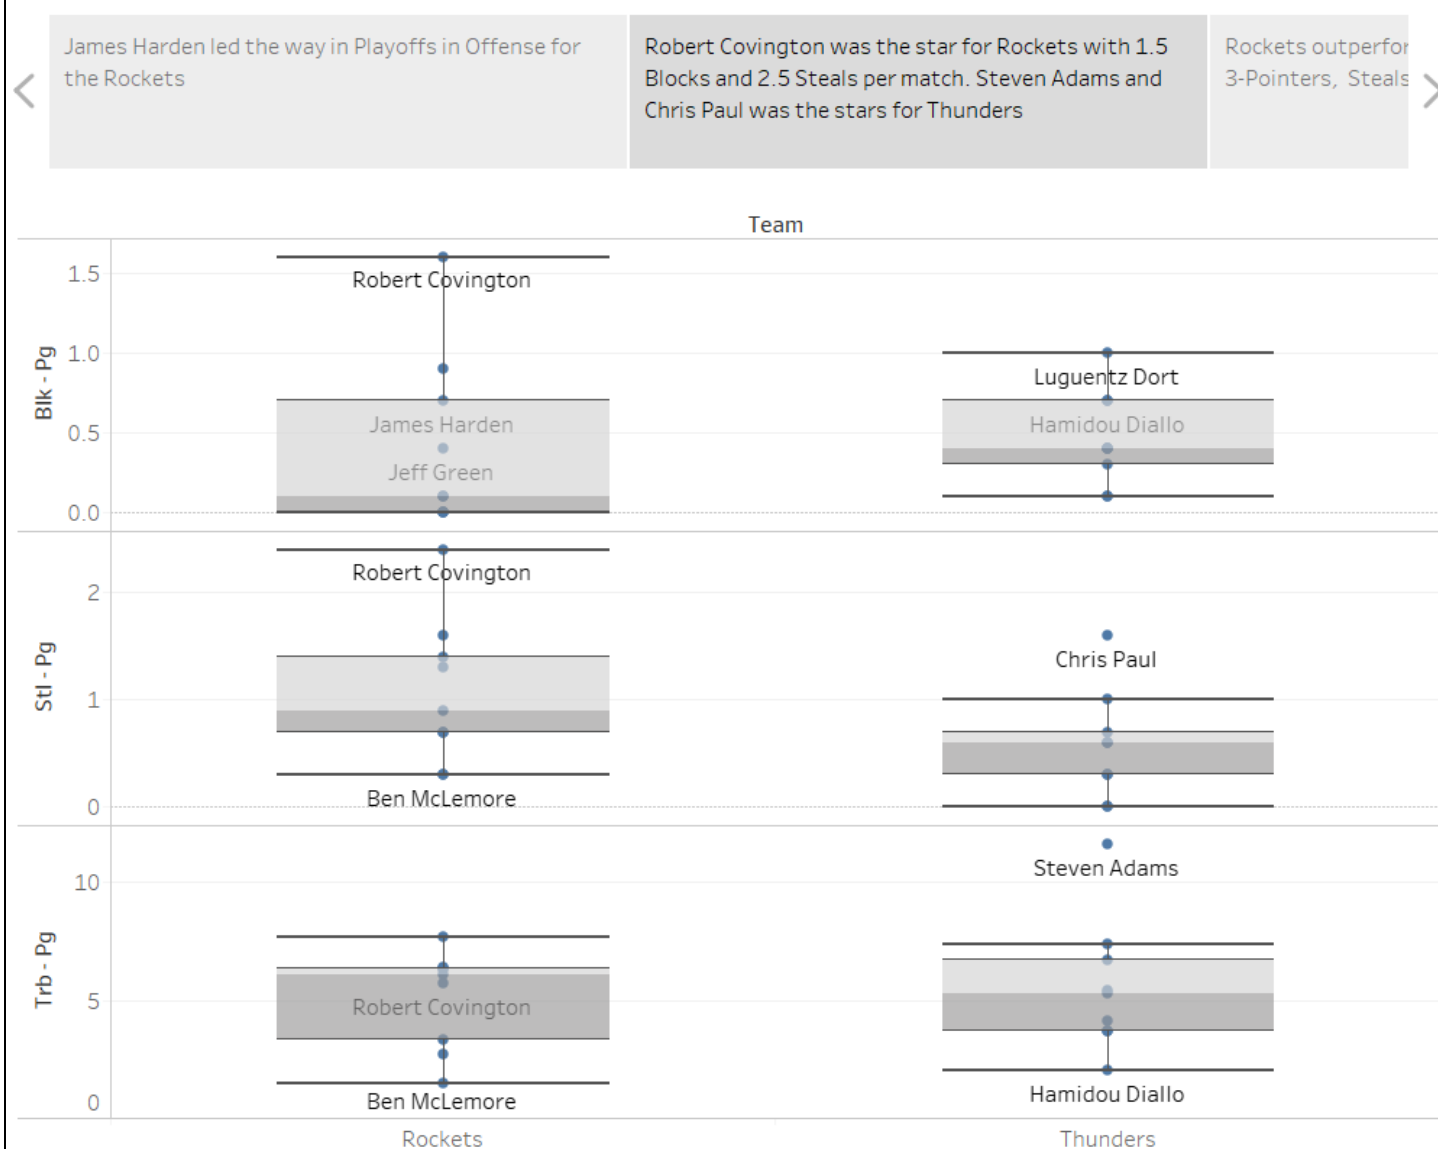 James Harden led the way in Playoffs in Offense for
the Rockets
Robert Covington was the star for Rockets with 1.5
Blocks and 2.5 Steals per match. Steven Adams and
Chris Paul was the stars for Thunders
Rockets outperfor
3-Pointers, Steals
Team
Blk - Pg
1.5
1.0
0.5
0.0
Robert Covington
James Harden
Jeff Green
Luguentz Dort
Hamidou Diallo
Stl - Pg
2
1
0
Robert Covington
Ben McLemore
Chris Paul
Trb - Pg
10
5
0
Robert Covington
Ben McLemore
Steven Adams
Hamidou Diallo
Rockets
Thunders